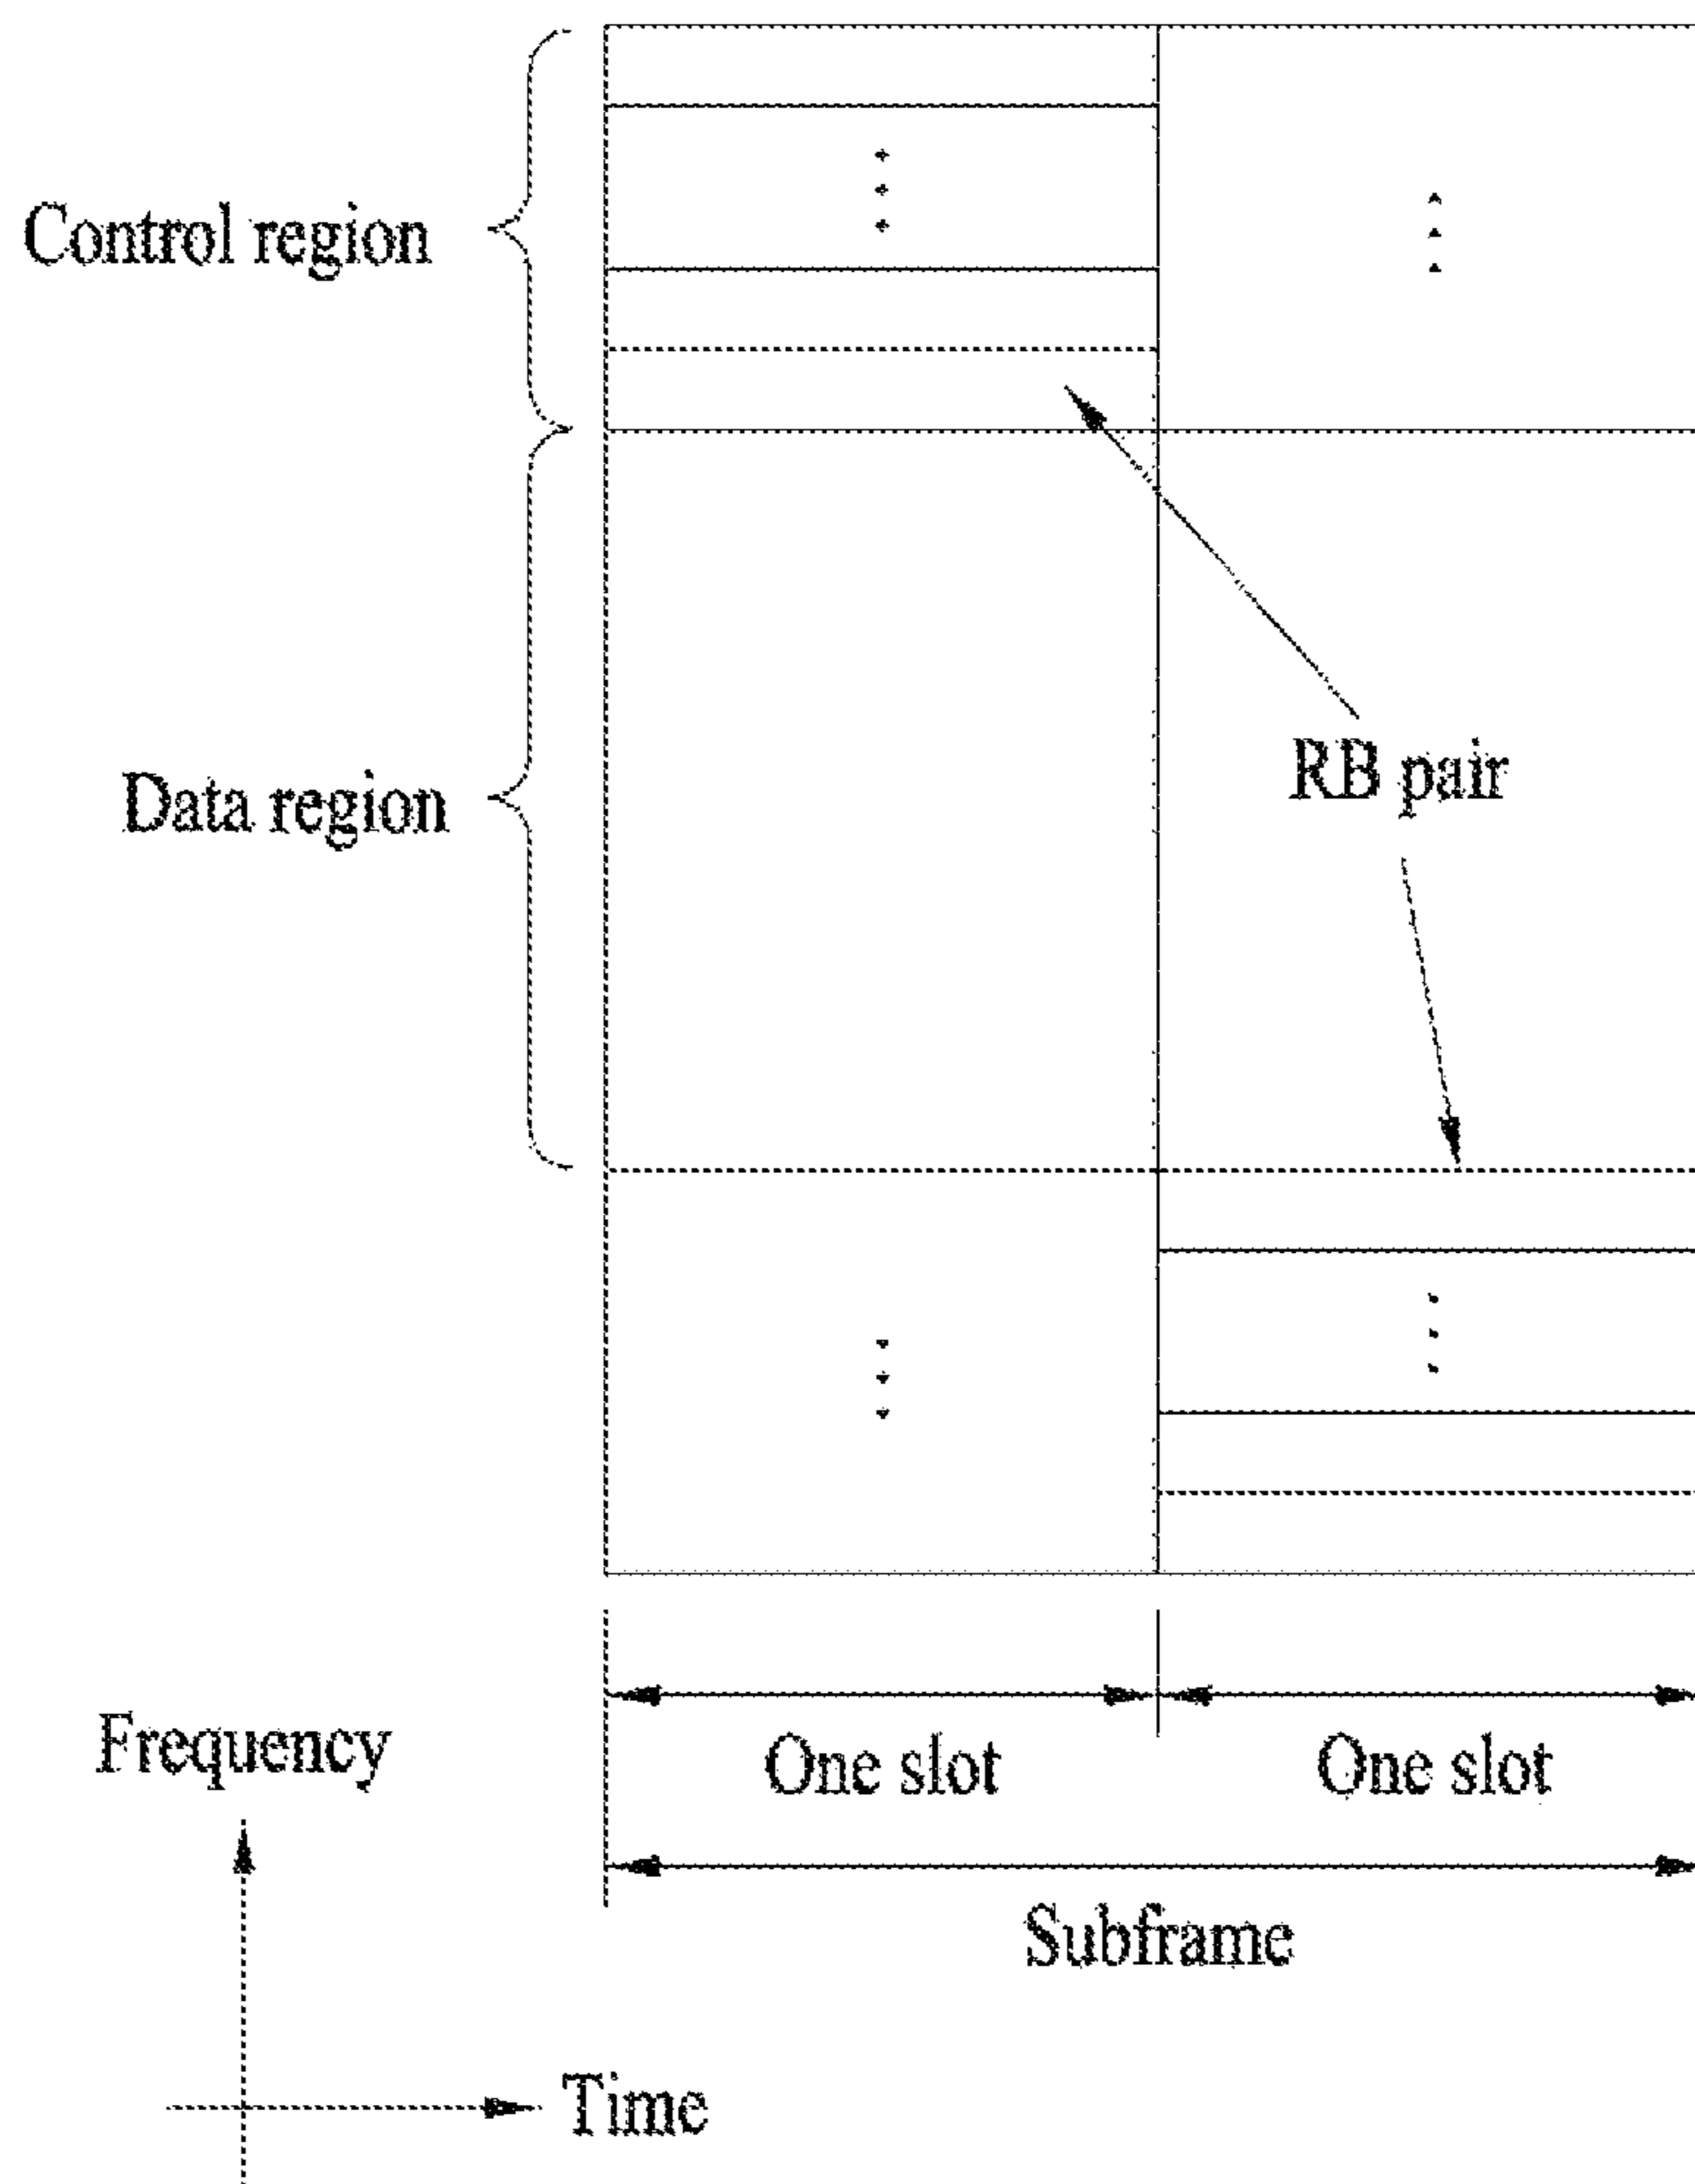 Control region
Data region
RB pair
Frequency
One slot
One slot
Subframe
Time